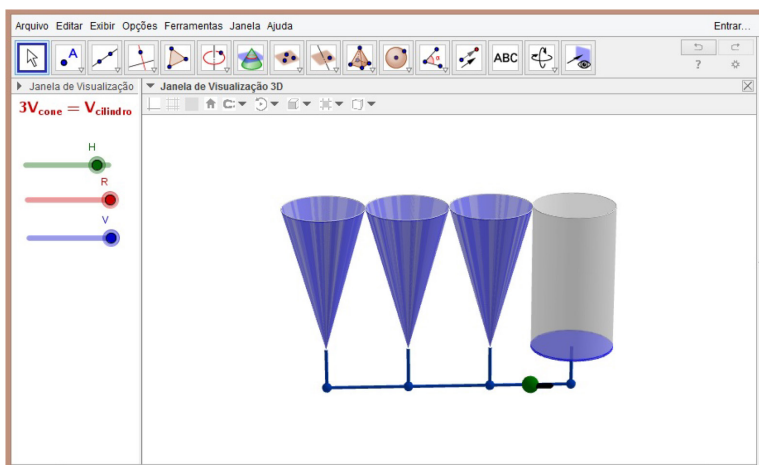 Arquivo Editar Exibir Opções Ferramentas Janela Ajuda Entrar...
A α ABC ?
Janela de Visualização Janela de Visualização 3D
3Vcone = Vcilindro
H
R
V